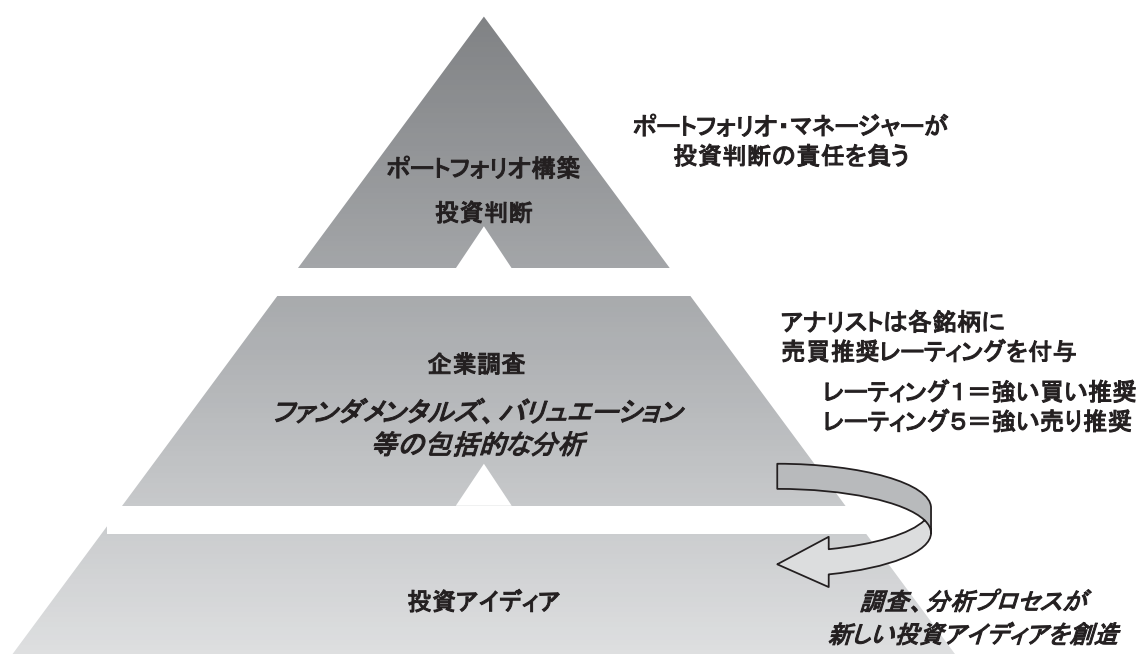 ポートフォリオ・マネージャーが
投資判断の責任を負う
ポートフォリオ構築
投資判断
アナリストは各銘柄に
売買推奨レーティングを付与
レーティング1=強い買い推奨
レーティング5=強い売り推奨
企業調査
ファンダメンタルズ、バリュエーション
等の包括的な分析
投資アイディア
調査、分析プロセスが
新しい投資アイディアを創造